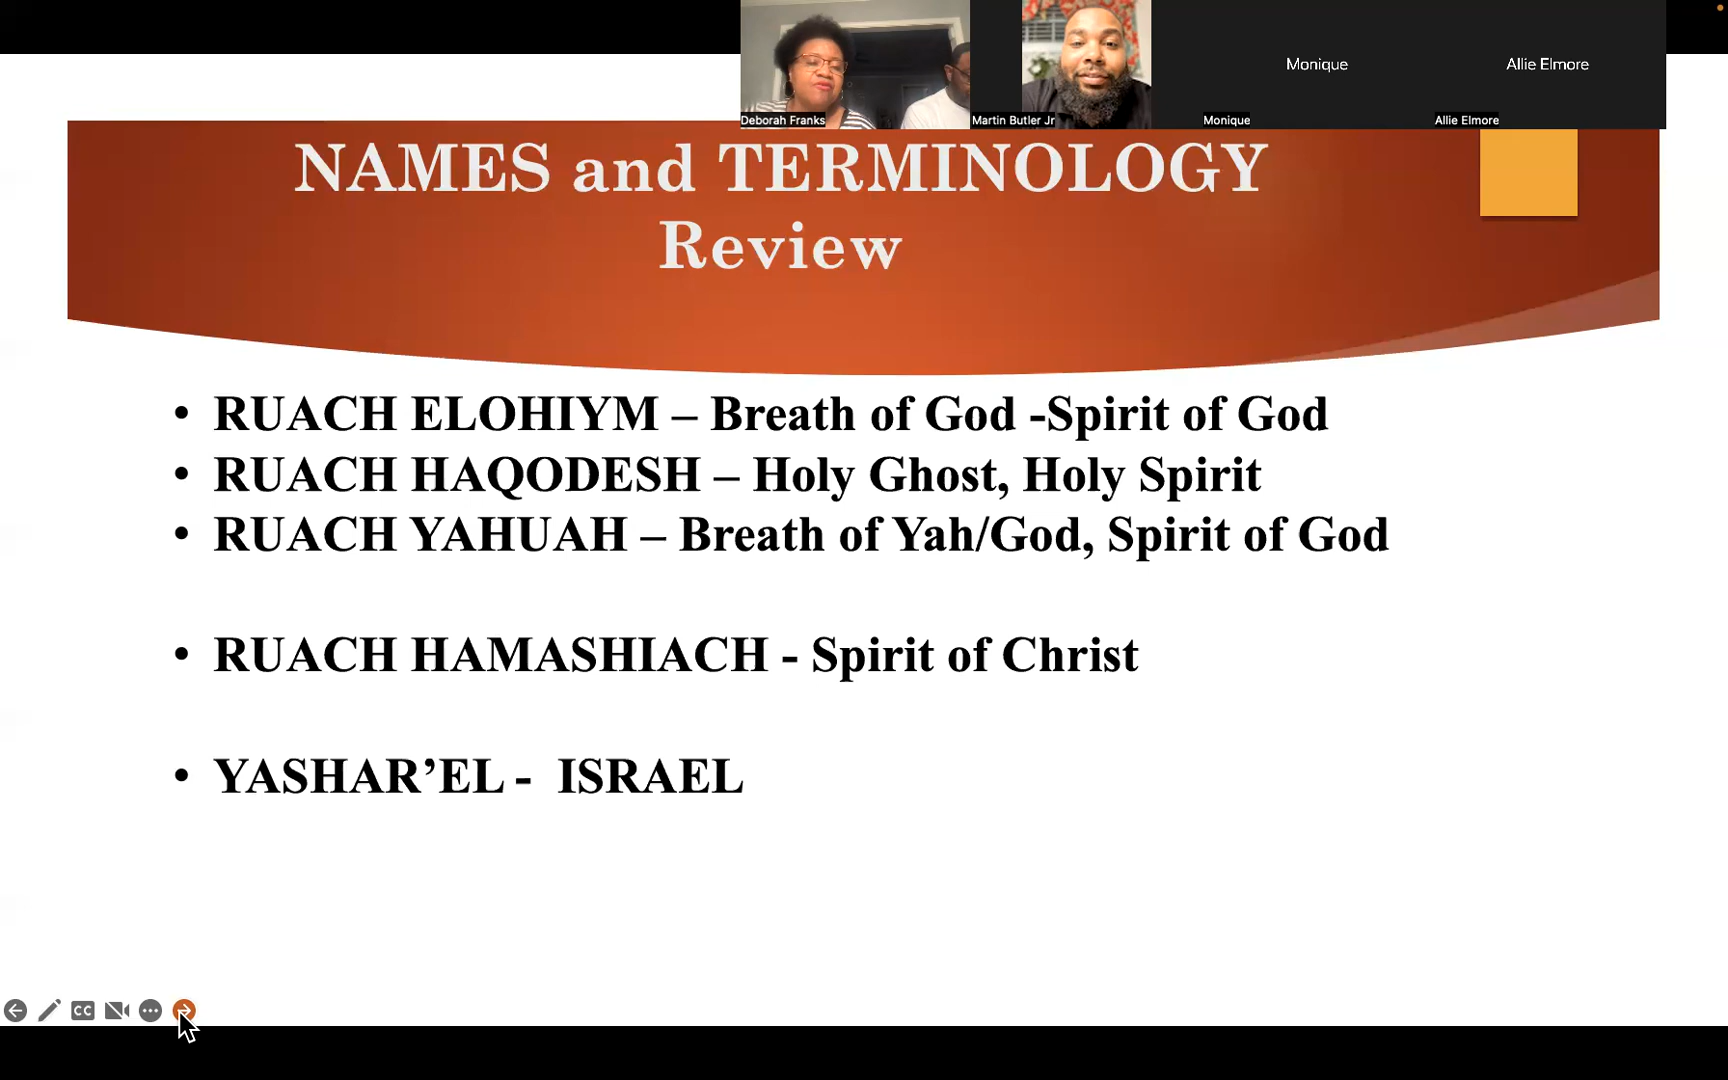 Monique
Allie Elmore
Deborah Franks
Martin Butler Jr
Monique
Allie Elmore
NAMES and TERMINOLOGY
Review
• RUACH ELOHIYM – Breath of God -Spirit of God
• RUACH HAQODESH – Holy Ghost, Holy Spirit
• RUACH YAHUAH – Breath of Yah/God, Spirit of God
• RUACH HAMASHIACH - Spirit of Christ
• YASHAR’EL - ISRAEL
CC